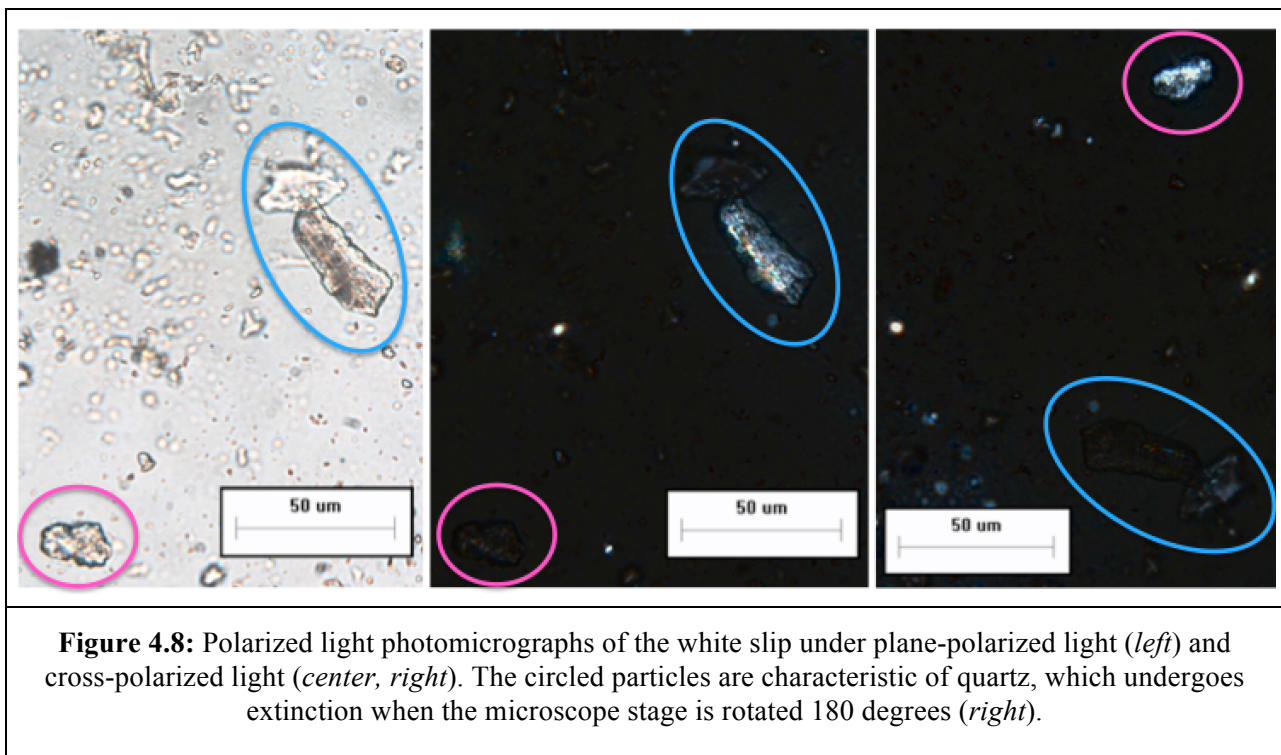 50 um
50 um
50 um
Figure 4.8: Polarized light photomicrographs of the white slip under plane-polarized light (left) and
cross-polarized light (center, right). The circled particles are characteristic of quartz, which undergoes
extinction when the microscope stage is rotated 180 degrees (right).